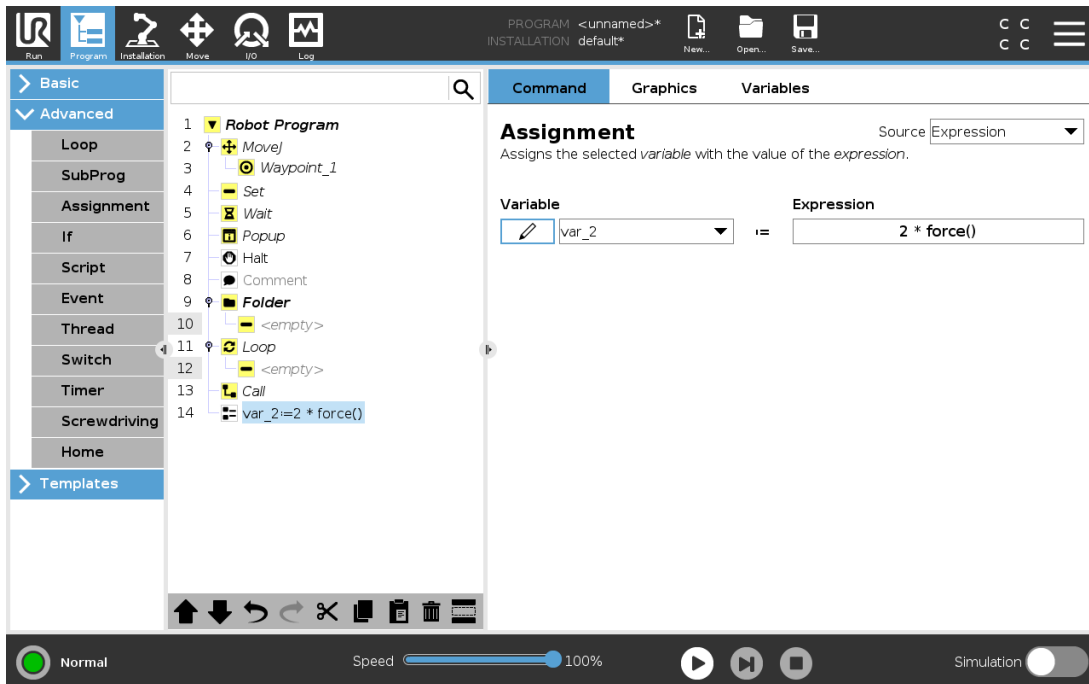 UR
Run
Program
Installation
Move
I/O
Log
PROGRAM <unnamed>*
INSTALLATION default*
New...
Open...
Save...
C C
C C
Basic
Advanced
Loop
SubProg
Assignment
If
Script
Event
Thread
Switch
Timer
Screwdriving
Home
Templates
1 Robot Program
2 MoveJ
3 Waypoint_1
4 Set
5 Wait
6 Popup
7 Halt
8 Comment
9 Folder
10 <empty>
11 Loop
12 <empty>
13 Call
14 var_2:=2 * force()
Command Graphics Variables
Assignment
Source Expression
Assigns the selected variable with the value of the expression.
Variable Expression
var_2 := 2 * force()
Normal
Speed 100%
Simulation